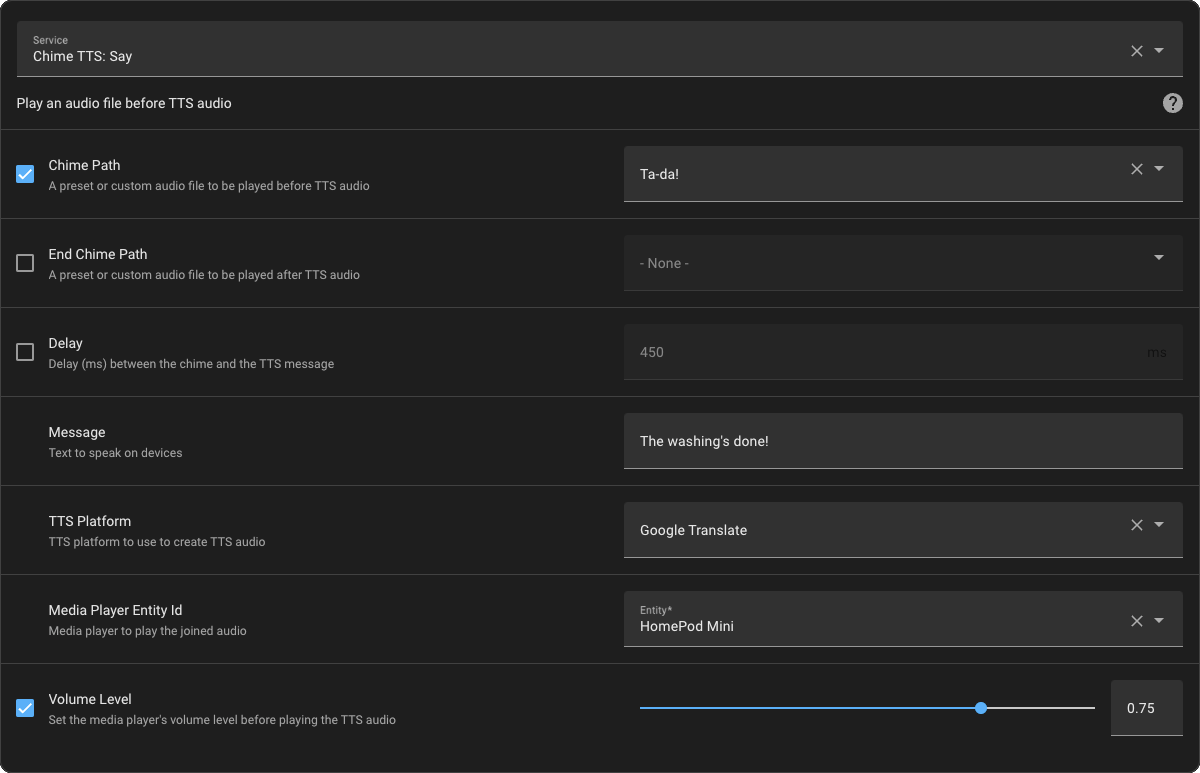 Service
Chime TTS: Say
Play an audio file before TTS audio
?
Chime Path
A preset or custom audio file to be played before TTS audio
Ta-da!
End Chime Path
A preset or custom audio file to be played after TTS audio
- None -
Delay
Delay (ms) between the chime and the TTS message
450
ms
Message
Text to speak on devices
The washing's done!
TTS Platform
TTS platform to use to create TTS audio
Google Translate
Media Player Entity Id
Media player to play the joined audio
Entity*
HomePod Mini
Volume Level
Set the media player's volume level before playing the TTS audio
0.75